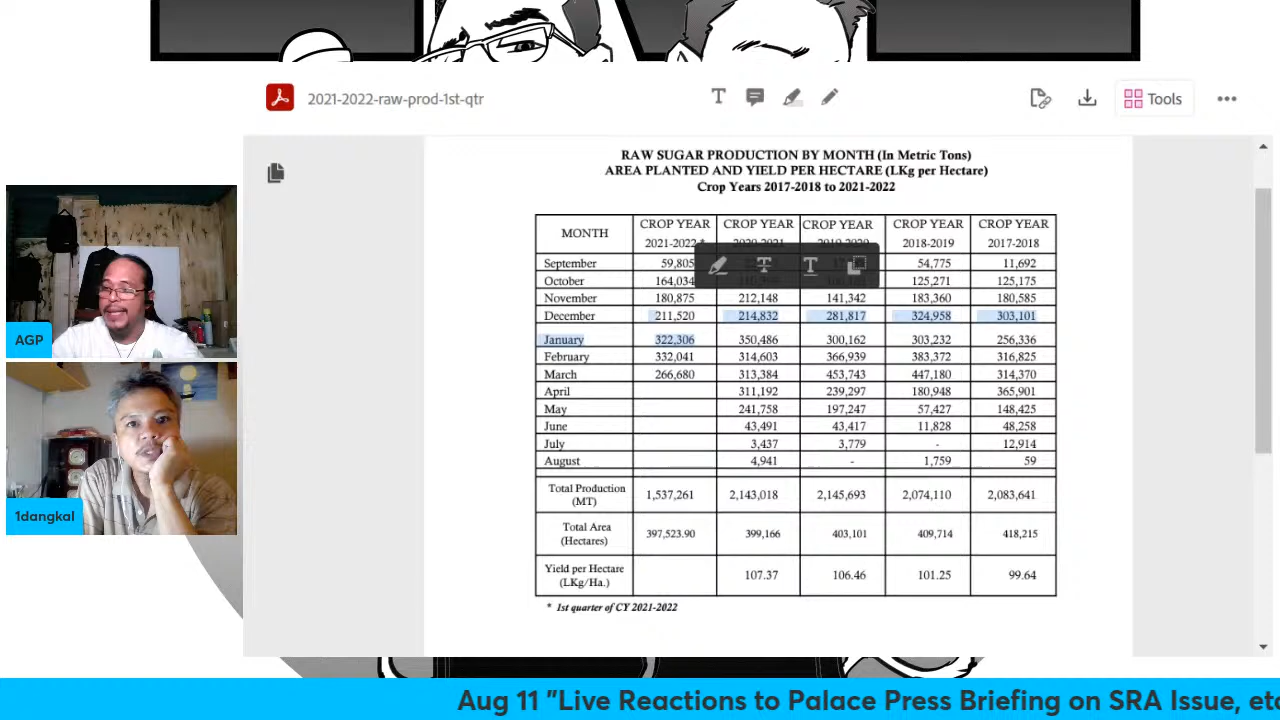 2021-2022-raw-prod-1st-qtr
Tools
RAW SUGAR PRODUCTION BY MONTH (In Metric Tons)
AREA PLANTED AND YIELD PER HECTARE (LKg per Hectare)
Crop Years 2017-2018 to 2021-2022
MONTH CROP YEAR 2021-2022 * CROP YEAR 2020-2021 CROP YEAR 2019-2020 CROP YEAR 2018-2019 CROP YEAR 2017-2018
September 59,805 54,775 11,692
October 164,034 125,271 125,175
November 180,875 212,148 141,342 183,360 180,585
December 211,520 214,832 281,817 324,958 303,101
January 322,306 350,486 300,162 303,232 256,336
February 332,041 314,603 366,939 383,372 316,825
March 266,680 313,384 453,743 447,180 314,370
April 311,192 239,297 180,948 365,901
May 241,758 197,247 57,427 148,425
June 43,491 43,417 11,828 48,258
July 3,437 3,779 - 12,914
August 4,941 - 1,759 59
Total Production (MT) 1,537,261 2,143,018 2,145,693 2,074,110 2,083,641
Total Area (Hectares) 397,523.90 399,166 403,101 409,714 418,215
Yield per Hectare (LKg/Ha.) 107.37 106.46 101.25 99.64
* 1st quarter of CY 2021-2022
AGP
1dangkal
Aug 11 "Live Reactions to Palace Press Briefing on SRA Issue, etc